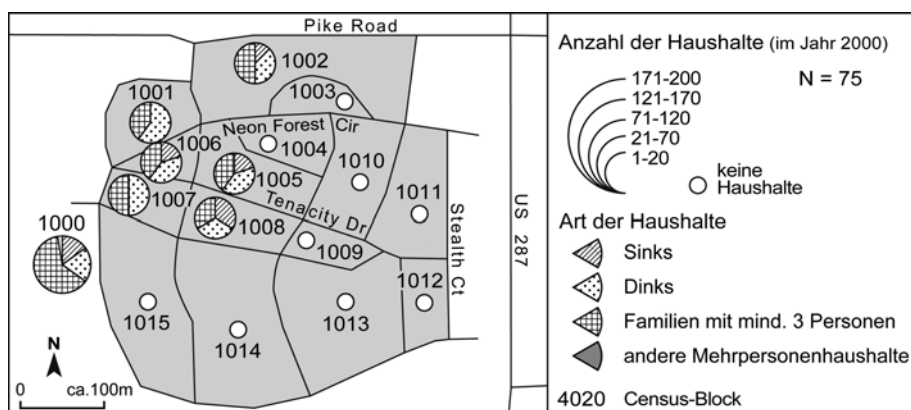 Pike Road
1002
1003
1001
Neon Forest Cir
1004
1006
1005
1010
1007
1011
Tenacity Dr
1008
1009
1000
1012
1015
1014
1013
Stealth Ct
US 287
N
0 ca.100m
Anzahl der Haushalte (im Jahr 2000)
171-200
121-170
71-120
21-70
1-20
N = 75
keine
Haushalte
Art der Haushalte
Sinks
Dinks
Familien mit mind. 3 Personen
andere Mehrpersonenhaushalte
4020 Census-Block